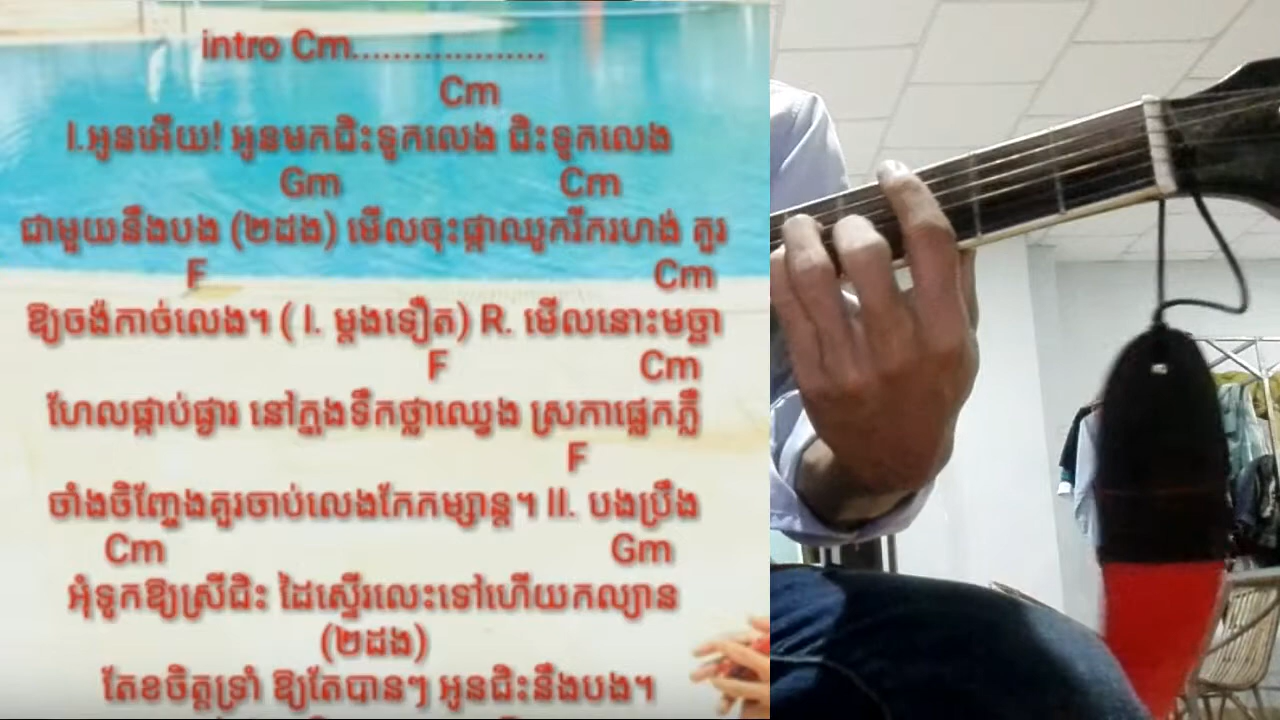 intro Cm...................
Cm
I.អូនអើយ! អូនមកជិះទូកលេង ជិះទូកលេង
Gm Cm
ជាមួយនឹងបង (២ដង) មើលចុះផ្កាឈូករីករហង់ គួរ
F Cm
ឱ្យចង់កាច់លេង។ ( I. ម្ដងទៀត) R. មើលនោះមច្ឆា
F Cm
ហែលផ្កាប់ផ្ងារ នៅក្នុងទឹកថ្លាឈ្វេង ស្រកាផ្លេកភ្លឺ
F
ចាំងចិញ្ចែងគួរចាប់លេងកែកម្សាន្ត។ II. បងប្រឹង
Cm Gm
អុំទូកឱ្យស្រីជិះ ដៃស្ទើរលេះទៅហើយកល្យាន
(២ដង)
តែខចិត្តទ្រាំ ឱ្យតែបានៗ អូនជិះនឹងបង។